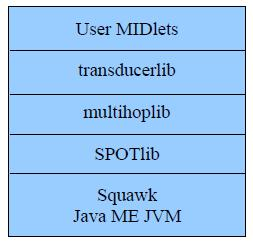 User MIDlets
transducerlib
multihoplib
SPOTlib
Squawk
Java ME JVM